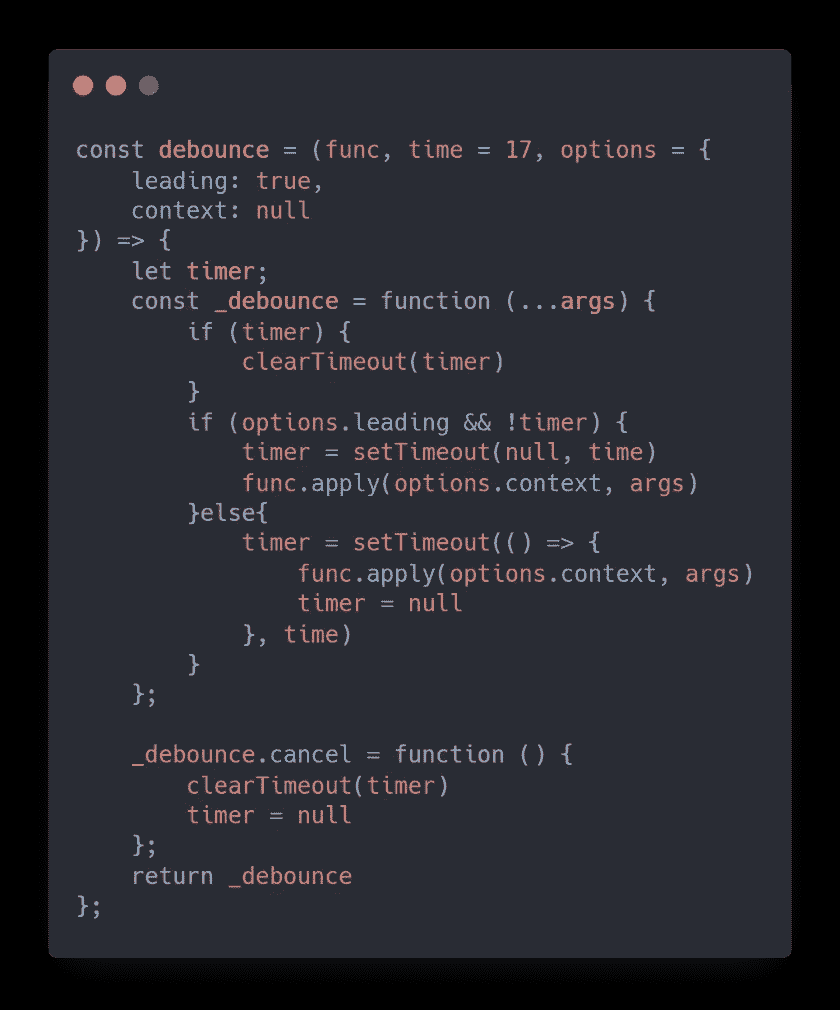 const debounce = (func, time = 17, options = {
    leading: true,
    context: null
}) => {
    let timer;
    const _debounce = function (...args) {
        if (timer) {
            clearTimeout(timer)
        }
        if (options.leading && !timer) {
            timer = setTimeout(null, time)
            func.apply(options.context, args)
        }else{
            timer = setTimeout(() => {
                func.apply(options.context, args)
                timer = null
            }, time)
        }
    };

    _debounce.cancel = function () {
        clearTimeout(timer)
        timer = null
    };
    return _debounce
};